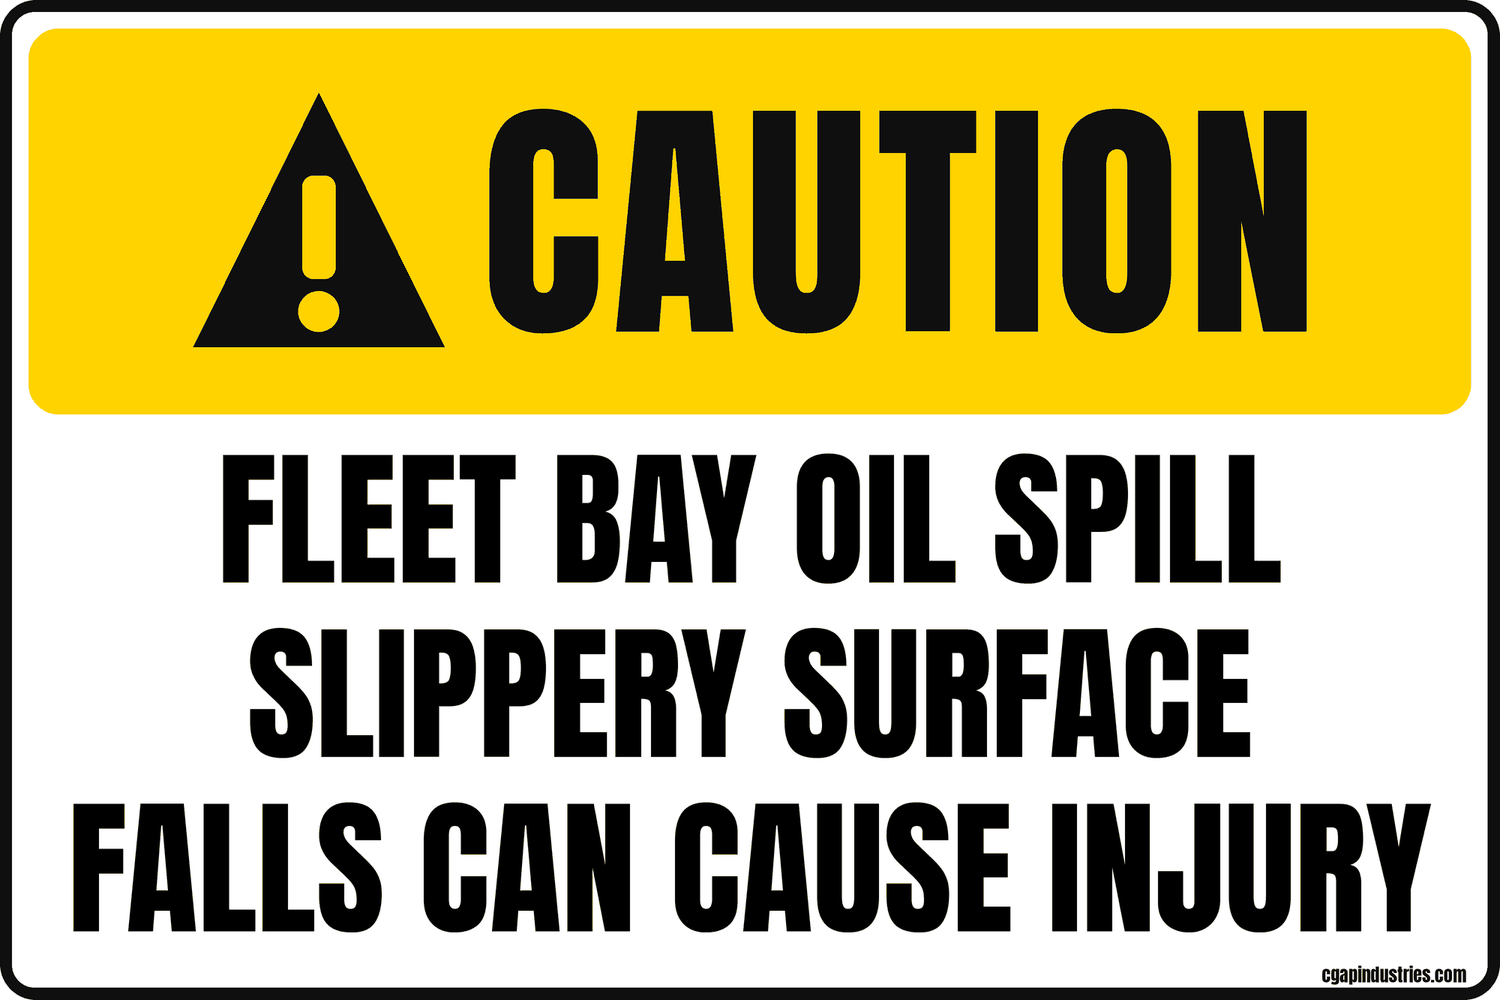 CAUTION
FLEET BAY OIL SPILL
SLIPPERY SURFACE
FALLS CAN CAUSE INJURY
cgapindustries.com